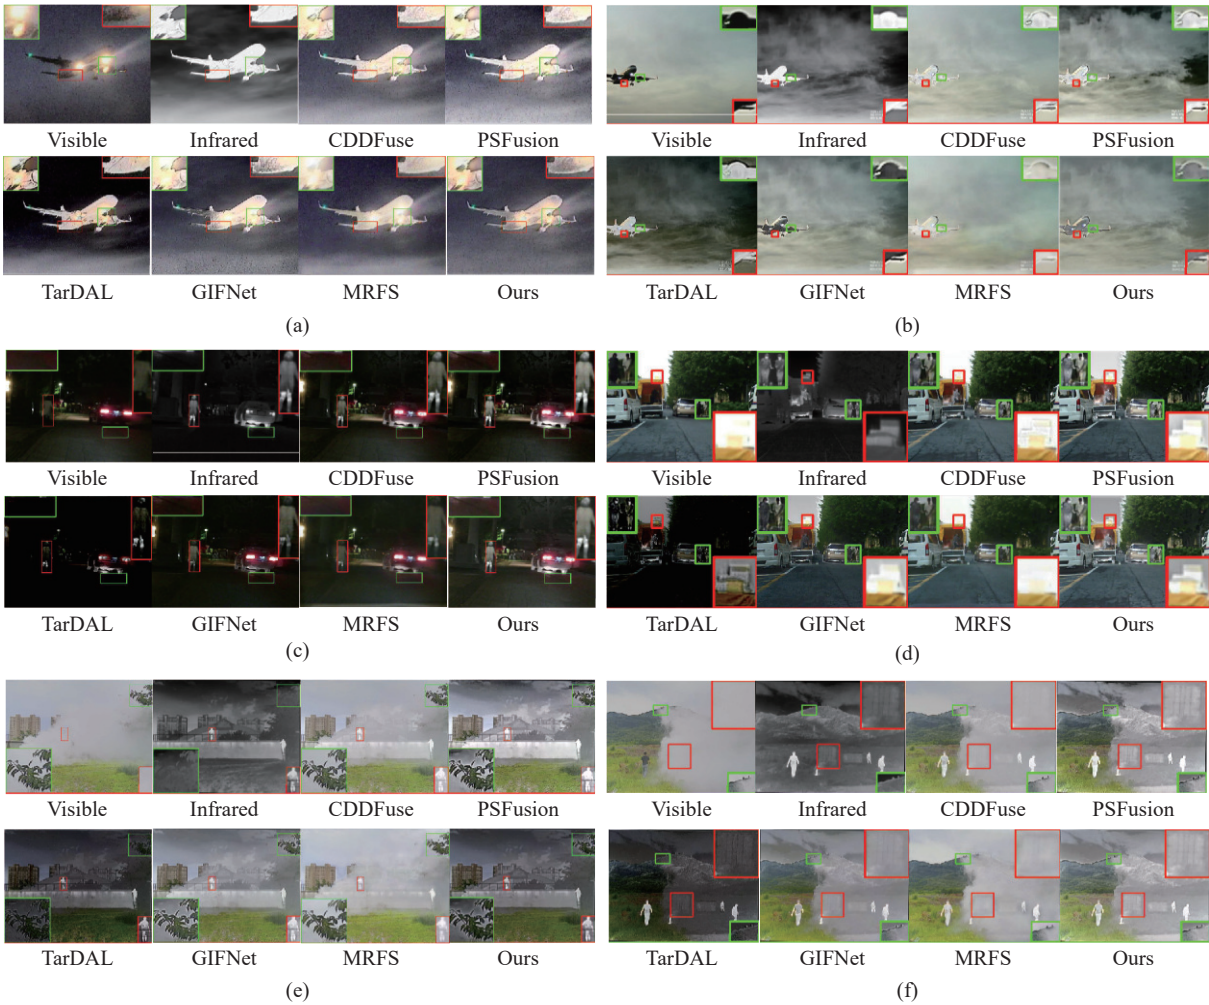 Visible Infrared CDDFuse PSFusion
TarDAL GIFNet MRFS Ours
(a)
Visible Infrared CDDFuse PSFusion
TarDAL GIFNet MRFS Ours
(b)
Visible Infrared CDDFuse PSFusion
TarDAL GIFNet MRFS Ours
(c)
Visible Infrared CDDFuse PSFusion
TarDAL GIFNet MRFS Ours
(d)
Visible Infrared CDDFuse PSFusion
TarDAL GIFNet MRFS Ours
(e)
Visible Infrared CDDFuse PSFusion
TarDAL GIFNet MRFS Ours
(f)